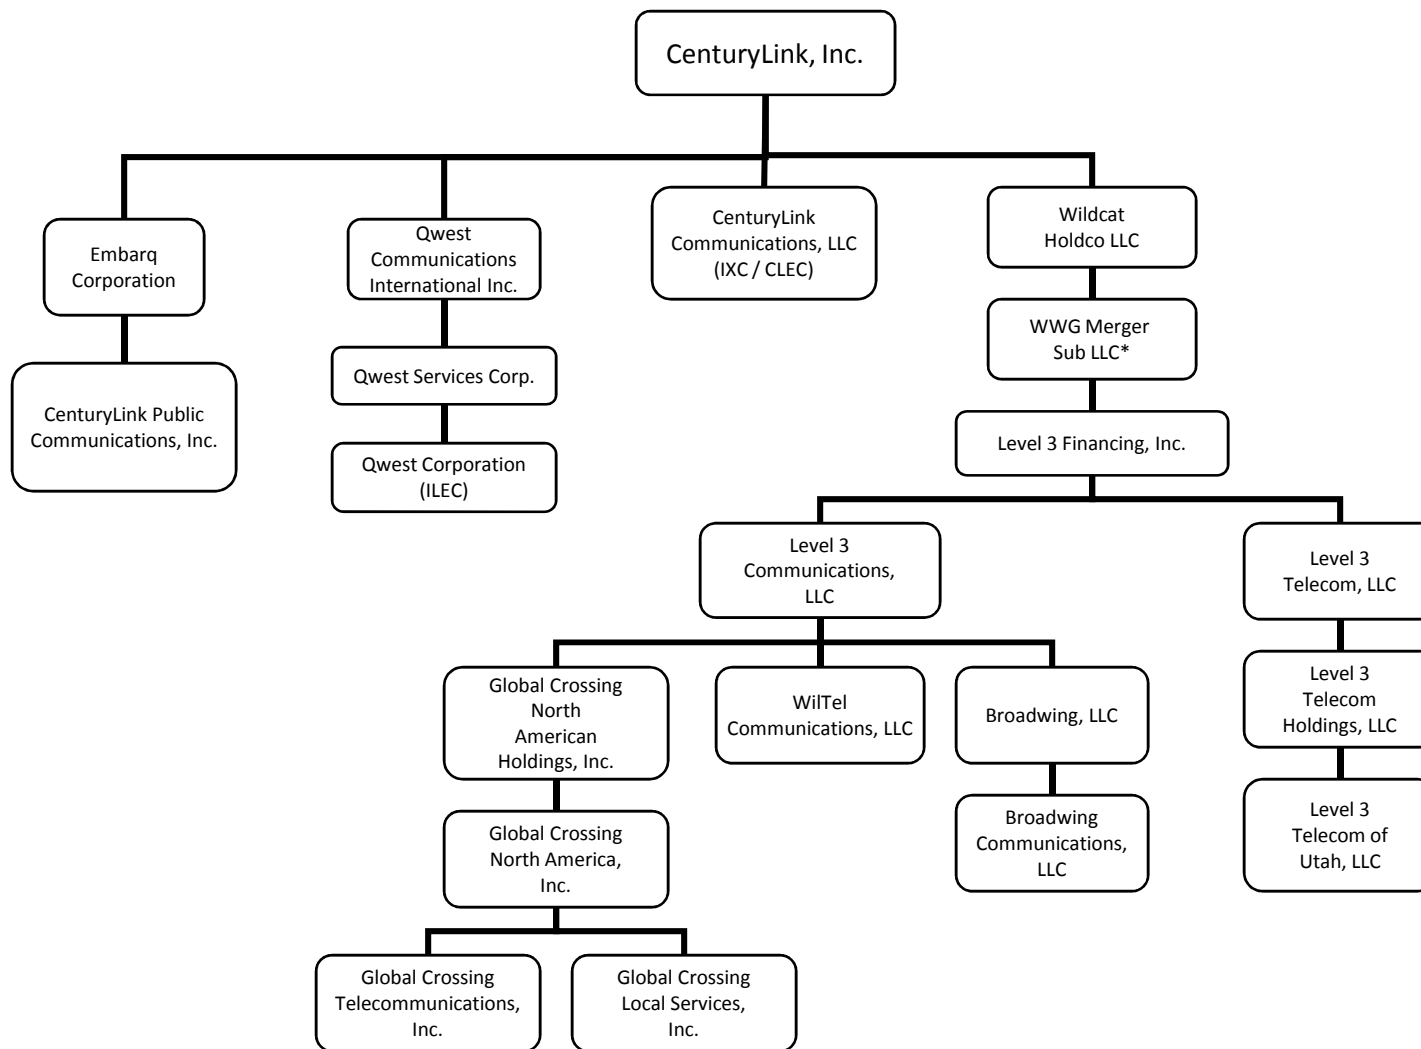 CenturyLink, Inc.
Embarq
Corporation
Qwest
Communications
International Inc.
CenturyLink
Communications, LLC
(IXC / CLEC)
Wildcat
Holdco LLC
CenturyLink Public
Communications, Inc.
Qwest Services Corp.
Qwest Corporation
(ILEC)
WWG Merger
Sub LLC*
Level 3 Financing, Inc.
Level 3
Communications,
LLC
Level 3
Telecom, LLC
Global Crossing
North
American
Holdings, Inc.
WilTel
Communications, LLC
Broadwing, LLC
Level 3
Telecom
Holdings, LLC
Global Crossing
North America,
Inc.
Broadwing
Communications,
LLC
Level 3
Telecom of
Utah, LLC
Global Crossing
Telecommunications,
Inc.
Global Crossing
Local Services,
Inc.